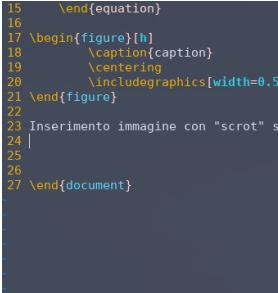 15     \end{equation}
16
17 \begin{figure}[h]
18         \caption{caption}
19         \centering
20         \includegraphics[width=0.5
21 \end{figure}
22
23 Inserimento immagine con "scrot" s
24
25
26
27 \end{document}